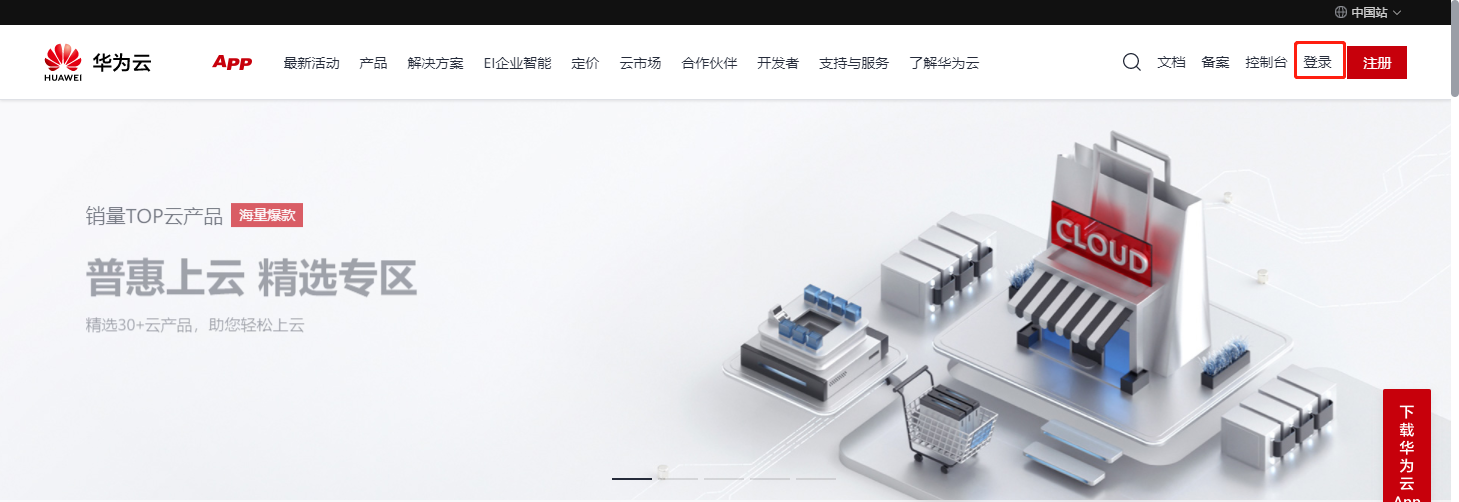 中国站
HUAWEI 华为云 App 最新活动 产品 解决方案 EI企业智能 定价 云市场 合作伙伴 开发者 支持与服务 了解华为云 文档 备案 控制台 登录 注册
销量TOP云产品 海量爆款
普惠上云 精选专区
精选30+云产品，助您轻松上云
CLOUD
下载华为云
App